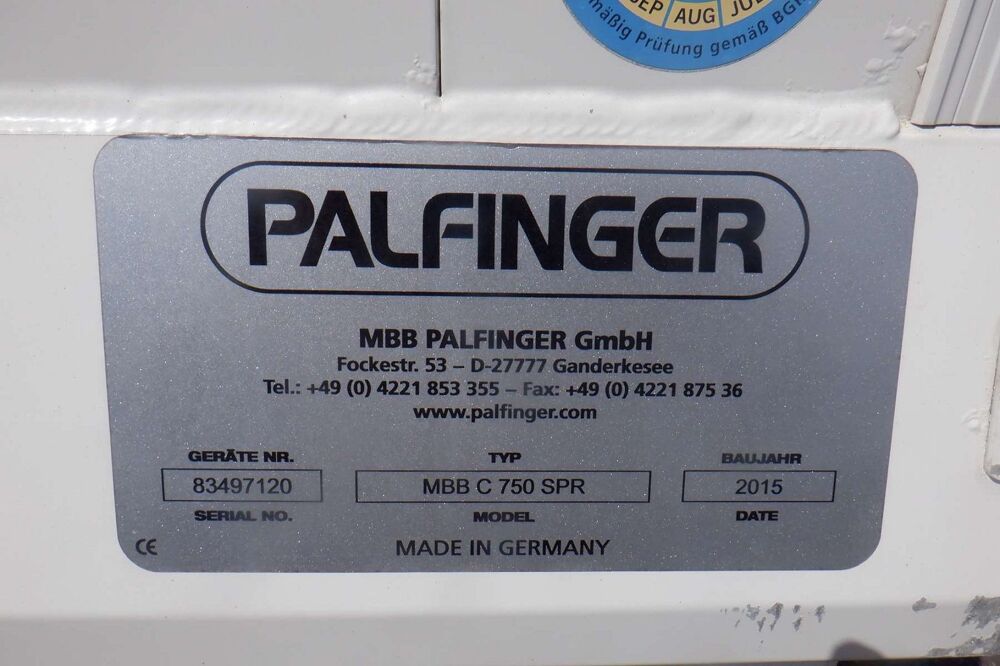 SEP AUG JUL
mäßig Prüfung gemäß BG
PALFINGER
MBB PALFINGER GmbH
Fockestr. 53 – D-27777 Ganderkesee
Tel.: +49 (0) 4221 853 355 – Fax: +49 (0) 4221 875 36
www.palfinger.com
GERÄTE NR. TYP BAUJAHR
83497120 MBB C 750 SPR 2015
SERIAL NO. MODEL DATE
CE MADE IN GERMANY